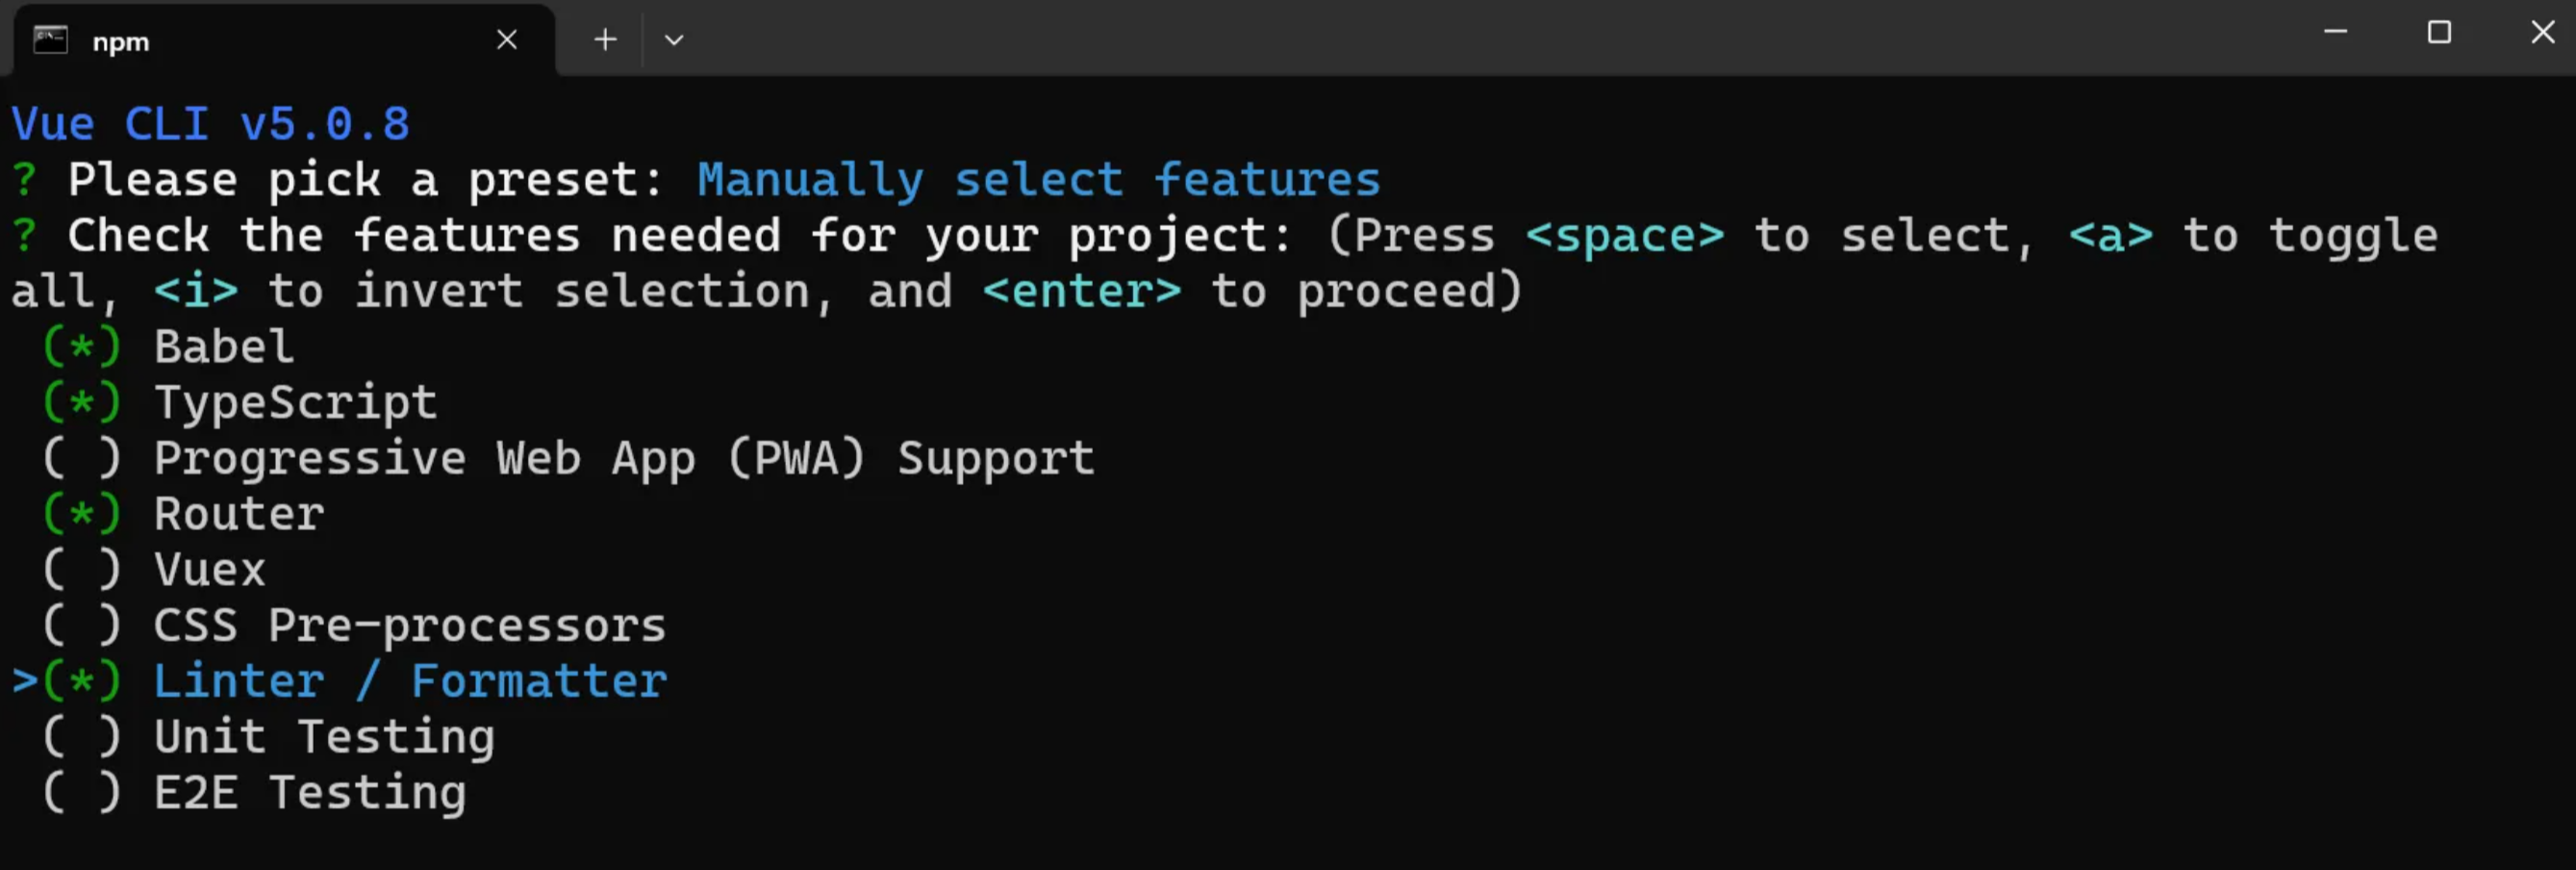 npm
Vue CLI v5.0.8
? Please pick a preset: Manually select features
? Check the features needed for your project: (Press <space> to select, <a> to toggle
all, <i> to invert selection, and <enter> to proceed)
(*) Babel
(*) TypeScript
( ) Progressive Web App (PWA) Support
(*) Router
( ) Vuex
( ) CSS Pre-processors
>(*) Linter / Formatter
( ) Unit Testing
( ) E2E Testing